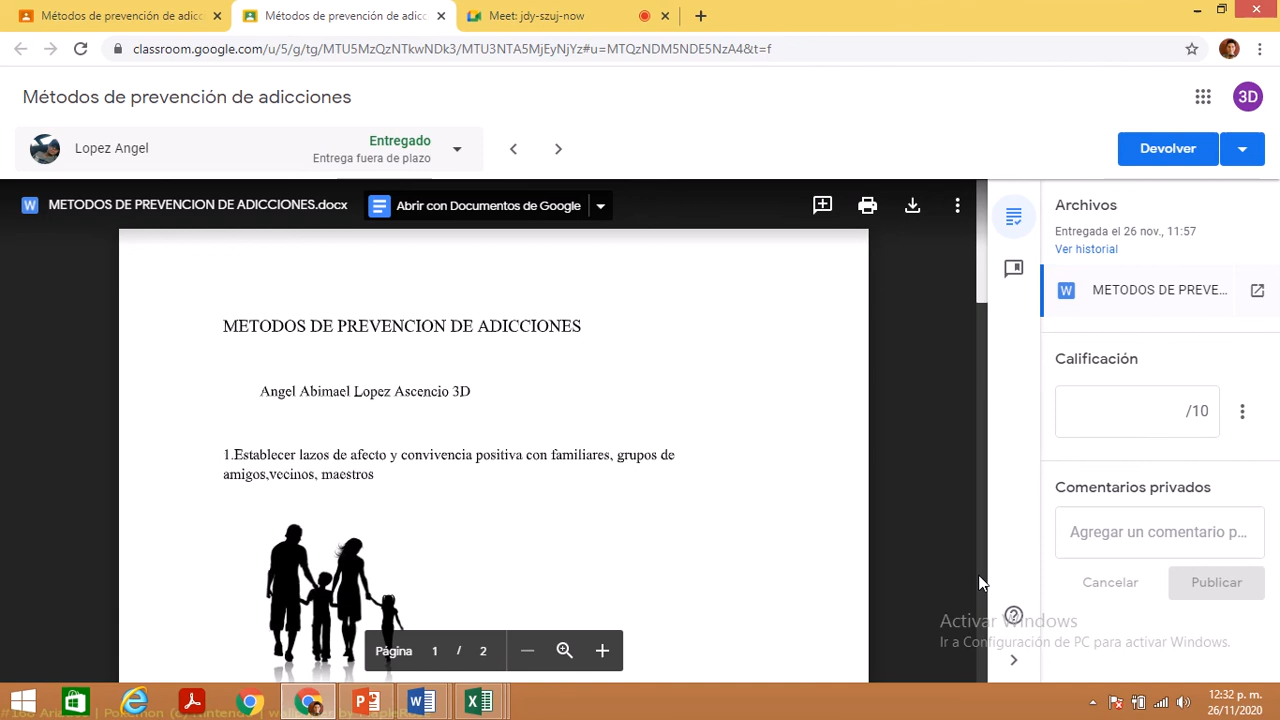 Métodos de prevención de adicc
Métodos de prevención de adicc
Meet: jdy-szuj-now
classroom.google.com/u/5/g/tg/MTU5MzQzNTkwNDk3/MTU3NTA5MjEyNjYz#u=MTQzNDM5NDE5NzA4&t=f
Métodos de prevención de adicciones
3D
Lopez Angel
Entregado
Entrega fuera de plazo
Devolver
W METODOS DE PREVENCION DE ADICCIONES.docx
Abrir con Documentos de Google
METODOS DE PREVENCION DE ADICCIONES
Angel Abimael Lopez Ascencio 3D
1.Establecer lazos de afecto y convivencia positiva con familiares, grupos de
amigos,vecinos, maestros
Página 1 / 2
Archivos
Entregada el 26 nov., 11:57
Ver historial
W METODOS DE PREVE...
Calificación
/10
Comentarios privados
Agregar un comentario p...
Cancelar
Publicar
Activar Windows
Ir a Configuración de PC para activar Windows.
12:32 p. m.
26/11/2020